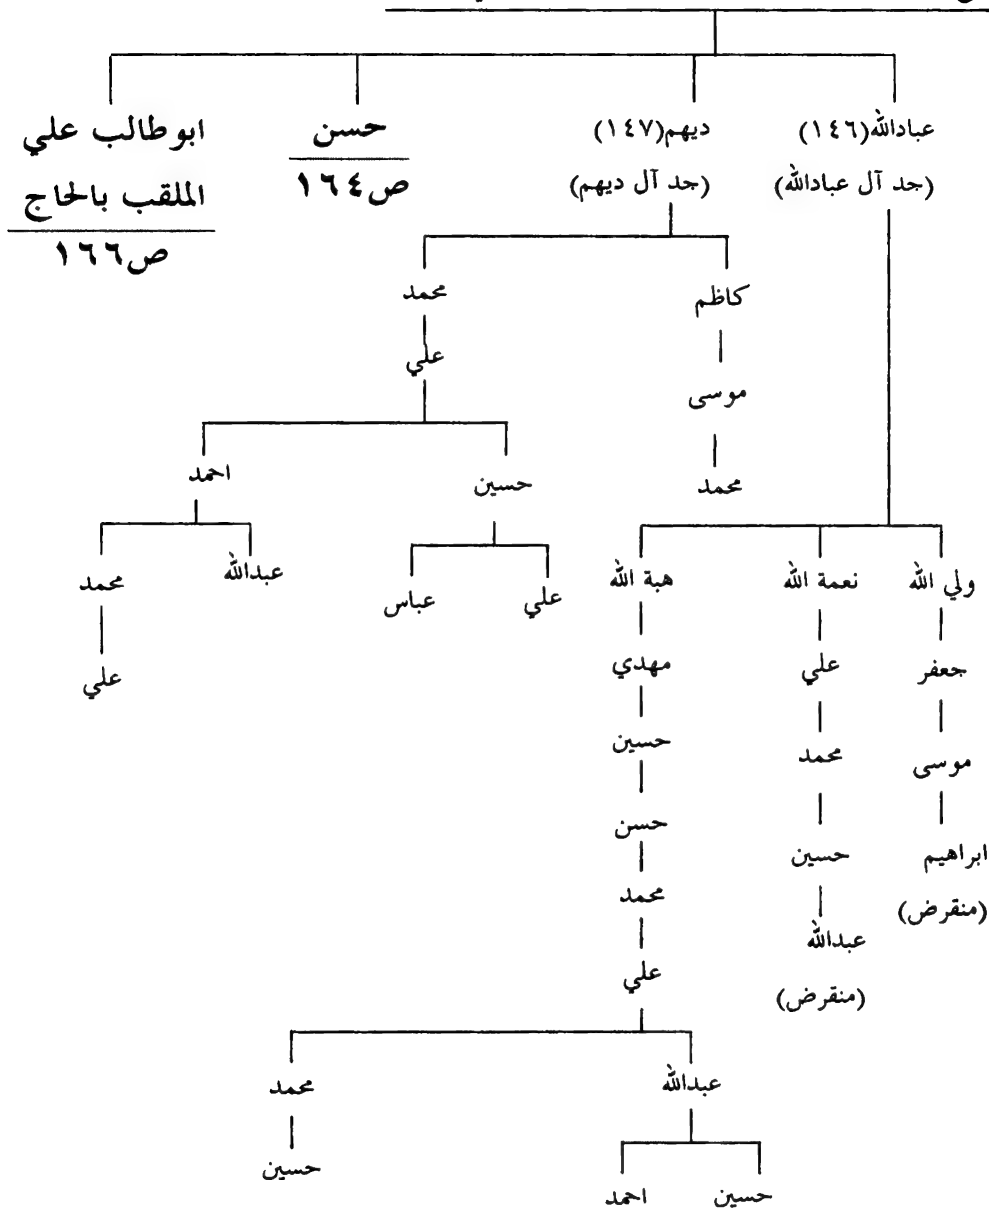 عبادالله(١٤٦)
(جد آل عبادالله)
ديهم(١٤٧)
(جد آل ديهم)
حسن
ص١٦٤
ابوطالب علي
الملقب بالحاج
ص١٦٦
كاظم
محمد
علي
موسى
محمد
حسين
احمد
علي
عباس
عبدالله
محمد
علي
ولي الله
نعمة الله
هبة الله
جعفر
علي
مهدي
موسى
محمد
حسين
ابراهيم
(منقرض)
حسين
حسن
عبدالله
(منقرض)
محمد
علي
عبدالله
محمد
حسين
احمد
حسين